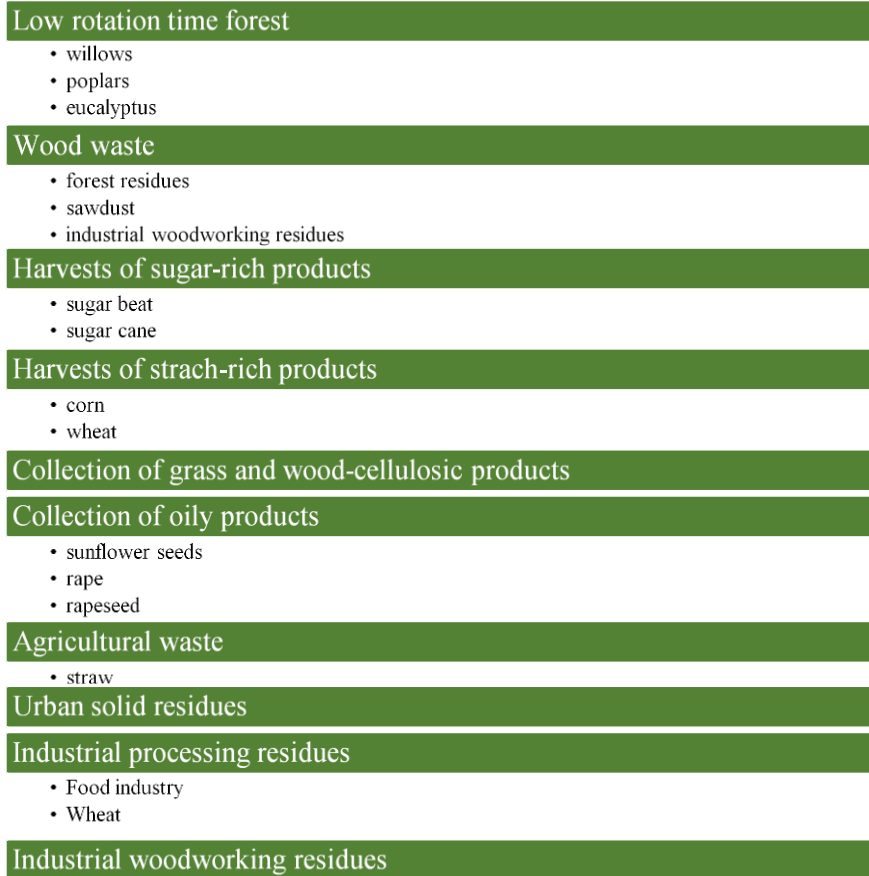 Low rotation time forest
• willows
• poplars
• eucalyptus
Wood waste
• forest residues
• sawdust
• industrial woodworking residues
Harvests of sugar-rich products
• sugar beat
• sugar cane
Harvests of strach-rich products
• corn
• wheat
Collection of grass and wood-cellulosic products
Collection of oily products
• sunflower seeds
• rape
• rapeseed
Agricultural waste
• straw
Urban solid residues
Industrial processing residues
• Food industry
• Wheat
Industrial woodworking residues